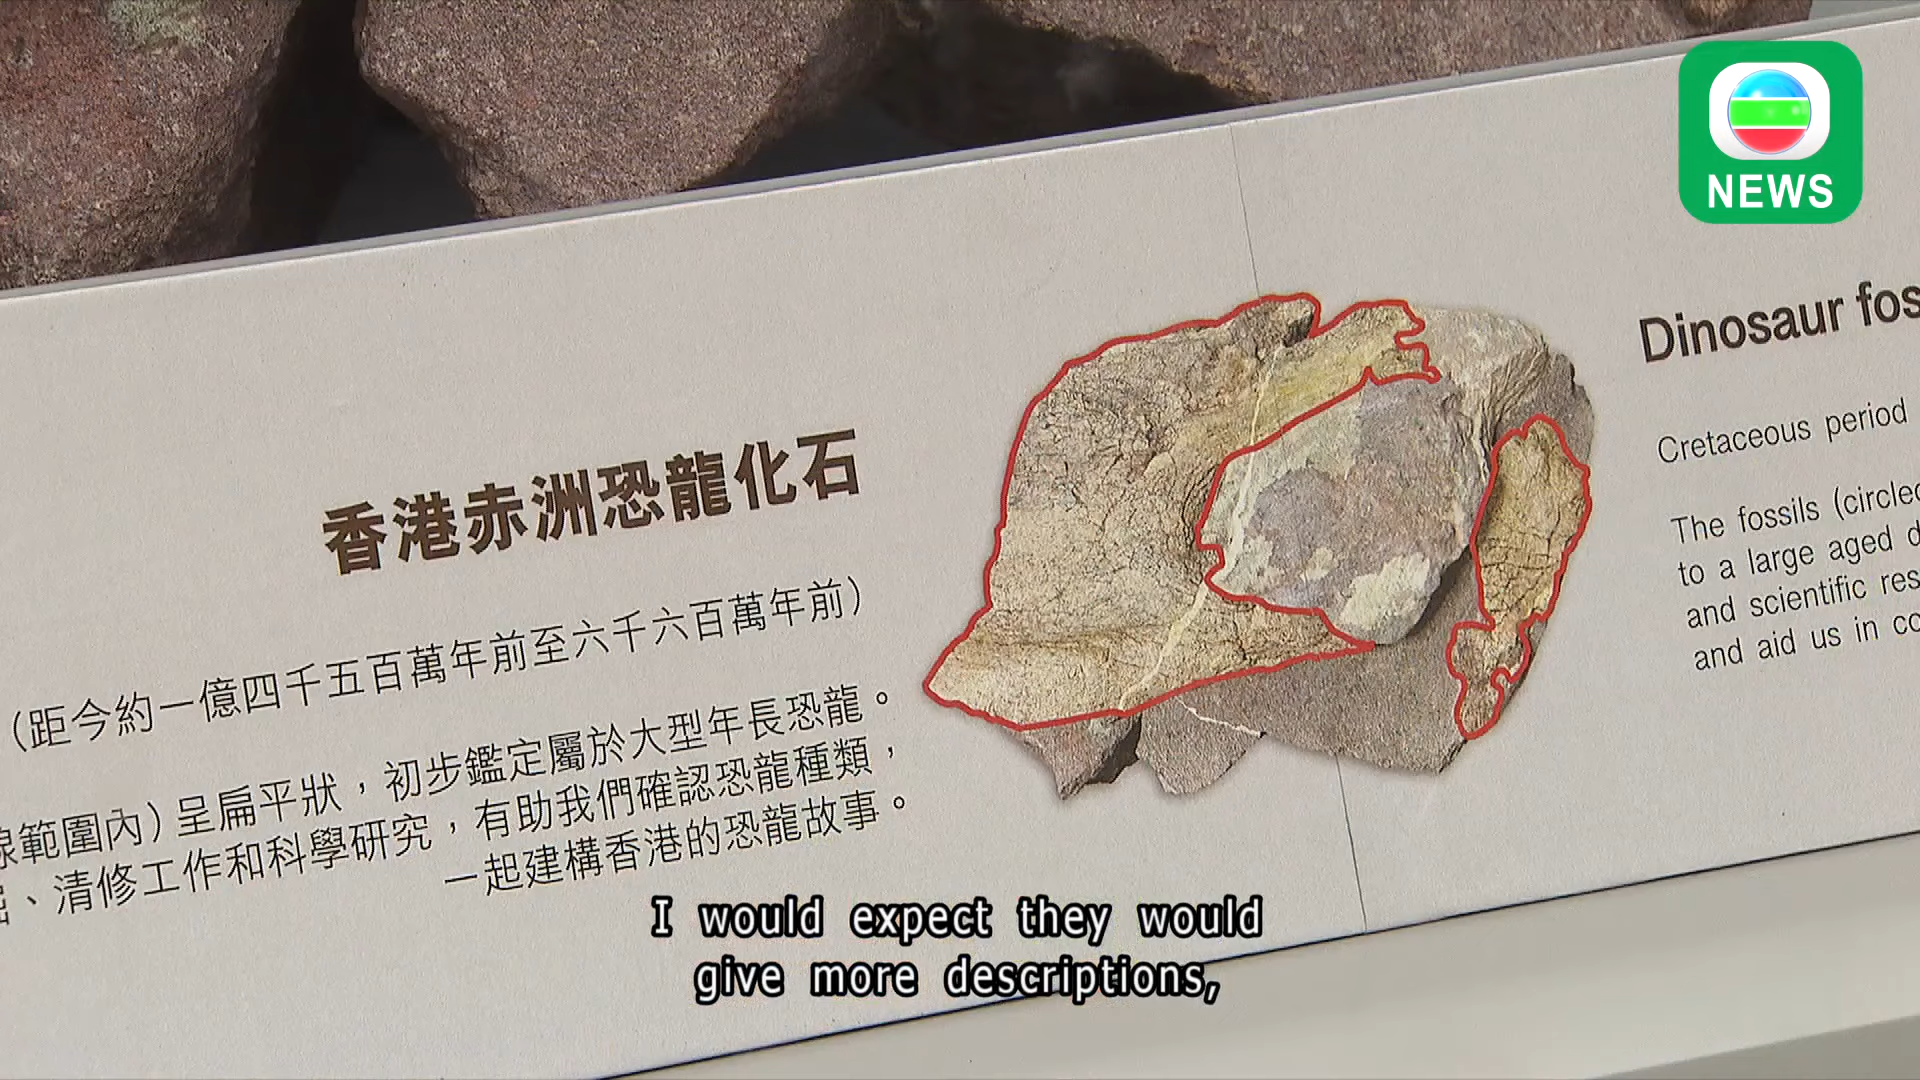 NEWS
香港赤洲恐龍化石
（距今約一億四千五百萬年前至六千六百萬年前）
線範圍內）呈扁平狀，初步鑑定屬於大型年長恐龍。
、清修工作和科學研究，有助我們確認恐龍種類，
一起建構香港的恐龍故事。
Dinosaur fos
Cretaceous period
The fossils (circled
to a large aged d
and scientific res
and aid us in co
I would expect they would
give more descriptions,